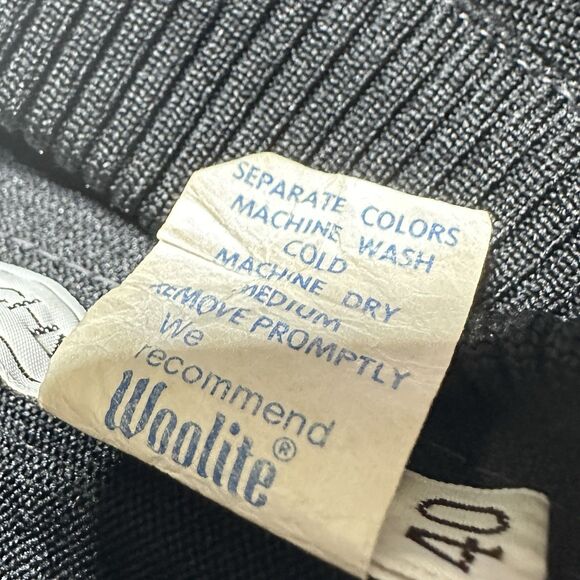 SEPARATE COLORS
MACHINE WASH
COLD
MACHINE DRY
MEDIUM
REMOVE PROMPTLY
We
recommend
Woolite®
40